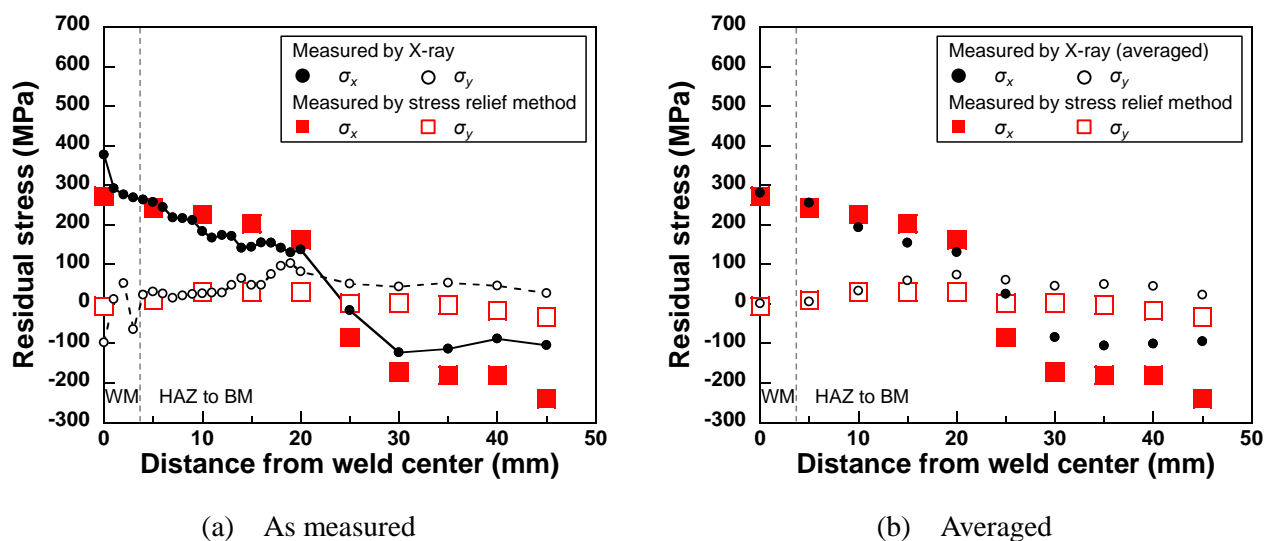 700
600
500
400
300
200
100
0
-100
-200
-300
Residual stress (MPa)
Measured by X-ray
σx σy
Measured by stress relief method
σx σy
WM HAZ to BM
0 10 20 30 40 50
Distance from weld center (mm)
(a) As measured
700
600
500
400
300
200
100
0
-100
-200
-300
Residual stress (MPa)
Measured by X-ray (averaged)
σx σy
Measured by stress relief method
σx σy
WM HAZ to BM
0 10 20 30 40 50
Distance from weld center (mm)
(b) Averaged